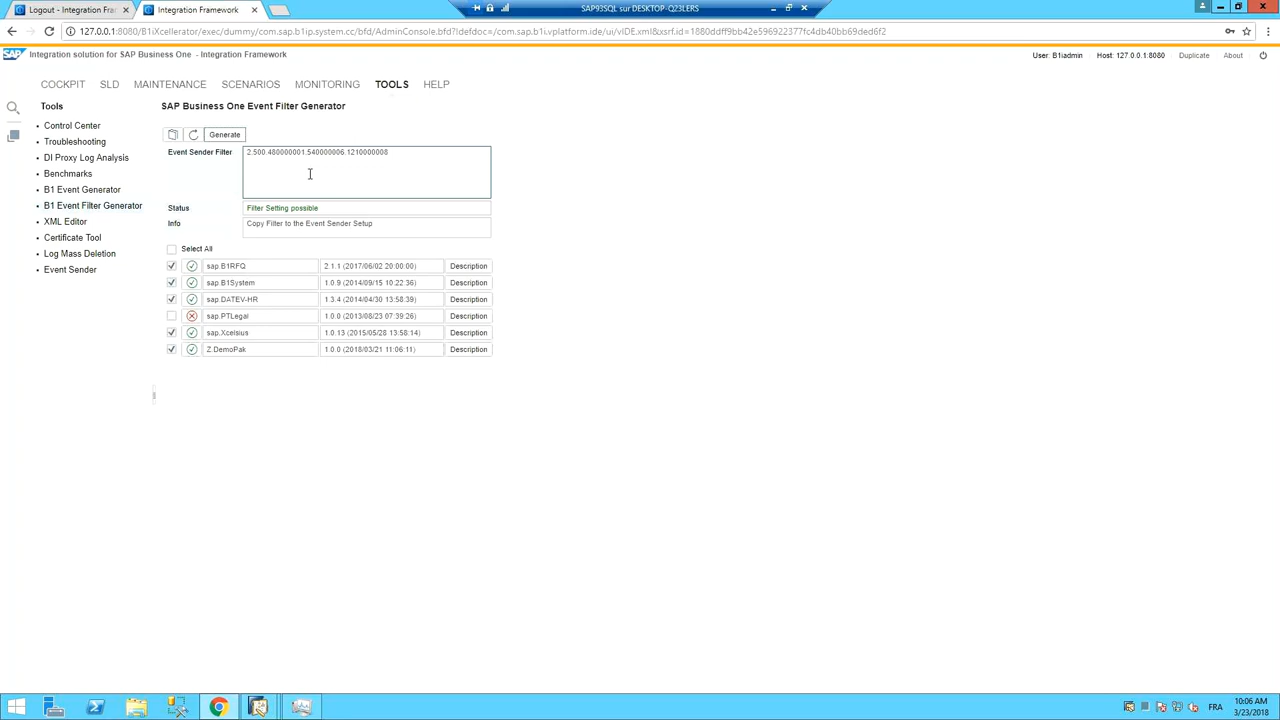 SAP93SQL sur DESKTOP-Q23LERS
Logout - Integration Fram
Integration Framework
127.0.0.1:8080/B1iXcellerator/exec/dummy/com.sap.b1ip.system.cc/bfd/AdminConsole.bfd?!defdoc=/com.sap.b1i.vplatform.ide/ui/vIDE.xml&xsrf.id=1880ddff9bb42e596922377fc4db40bb69ded6f2
SAP Integration solution for SAP Business One - Integration Framework
User: B1iadmin Host: 127.0.0.1:8080 Duplicate About
COCKPIT SLD MAINTENANCE SCENARIOS MONITORING TOOLS HELP
Tools
Control Center
Troubleshooting
DI Proxy Log Analysis
Benchmarks
B1 Event Generator
B1 Event Filter Generator
XML Editor
Certificate Tool
Log Mass Deletion
Event Sender
SAP Business One Event Filter Generator
Generate
Event Sender Filter 2.500.480000001.540000006.1210000008
Status Filter Setting possible
Info Copy Filter to the Event Sender Setup
Select All
sap.B1RFQ 2.1.1 (2017/06/02 20:00:00) Description
sap.B1System 1.0.9 (2014/09/15 10:22:36) Description
sap.DATEV-HR 1.3.4 (2014/04/30 13:58:39) Description
sap.PTLegal 1.0.0 (2013/08/23 07:39:26) Description
sap.Xcelsius 1.0.13 (2015/05/28 13:58:14) Description
Z.DemoPak 1.0.0 (2018/03/21 11:06:11) Description
FRA
10:06 AM
3/23/2018